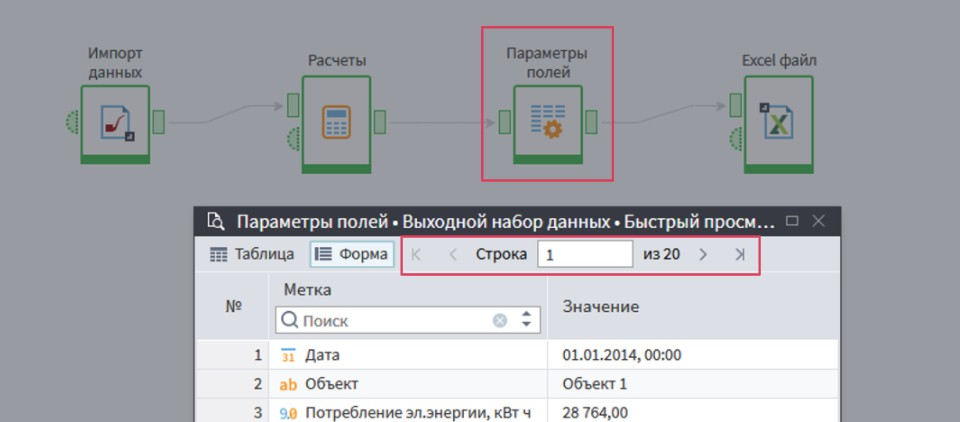 Импорт
данных
Расчеты
Параметры
полей
Excel файл
Параметры полей • Выходной набор данных • Быстрый просм...
Таблица Форма Строка 1 из 20
№ Метка Значение
Поиск
1 31 Дата 01.01.2014, 00:00
2 ab Объект Объект 1
3 9.0 Потребление эл.энергии, кВт ч 28 764,00